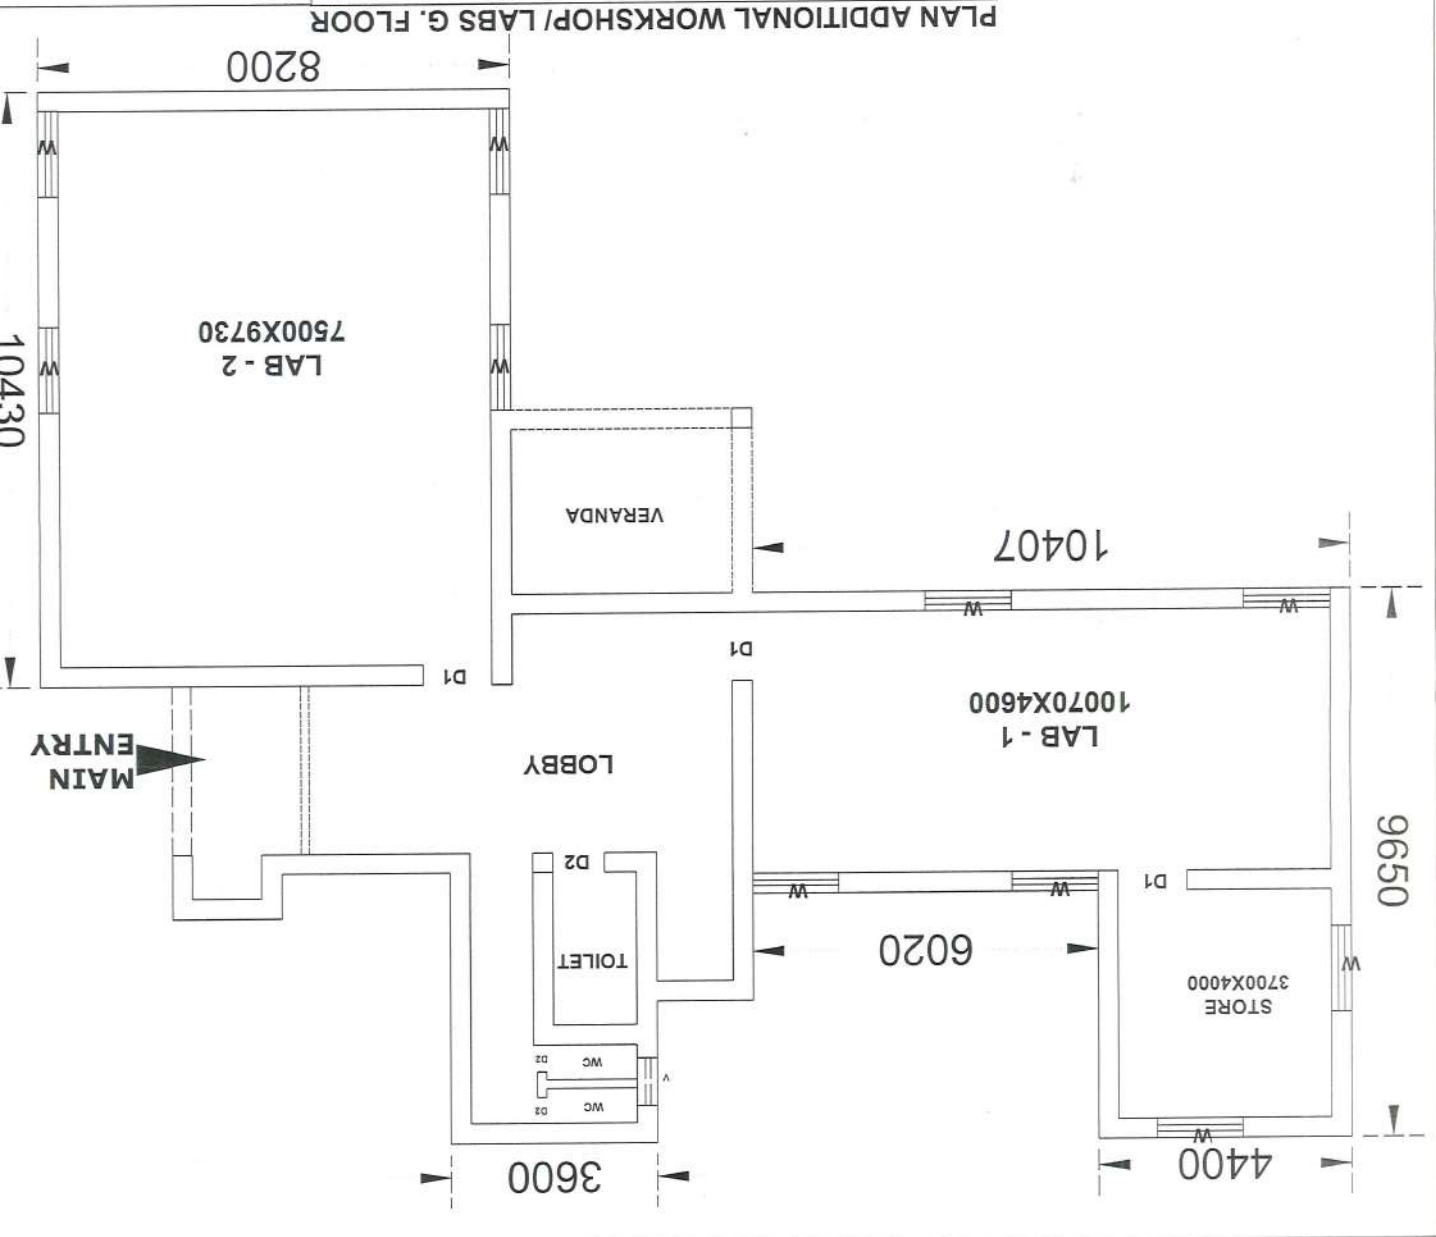 4400
3600
W
STORE
3700X4000
W
WC
D2
WC
D2
V
9650
6020
TOILET
D1
W
W
D2
LAB - 1
10070X4600
LOBBY
MAIN
ENTRY
D1
D1
W
W
10407
VERANDA
LAB - 2
7500X9730
10430
W
W
W
W
8200
PLAN ADDITIONAL WORKSHOP/ LABS G. FLOOR